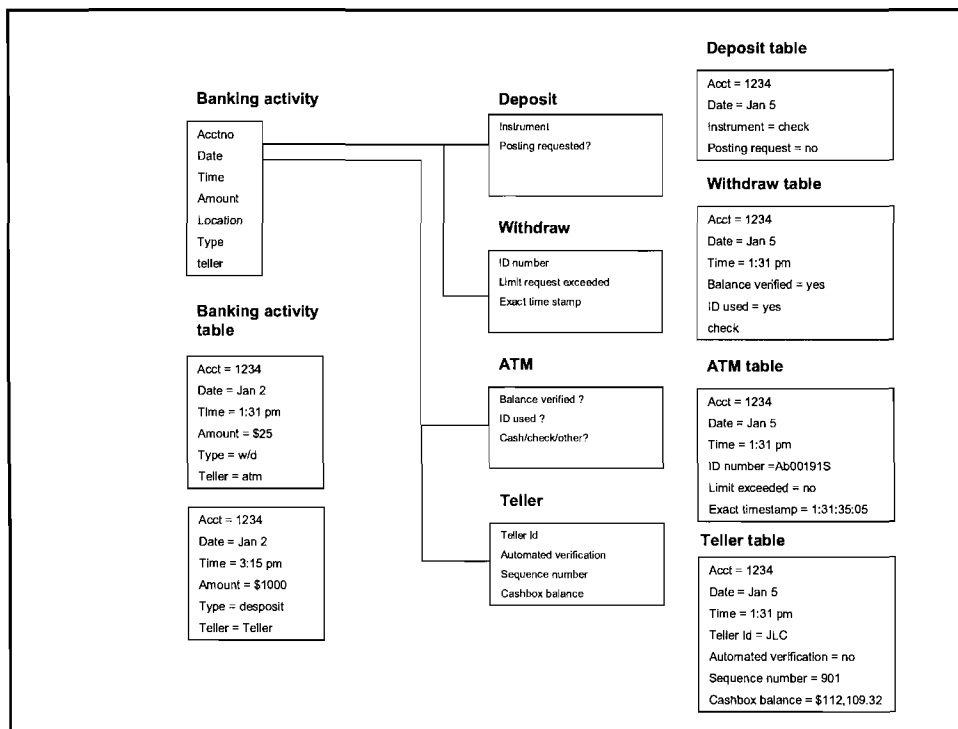 Banking activity
Acctno
Date
Time
Amount
Location
Type
teller
Banking activity
table
Acct = 1234
Date = Jan 2
Time = 1:31 pm
Amount = $25
Type = w/d
Teller = atm
Acct = 1234
Date = Jan 2
Time = 3:15 pm
Amount = $1000
Type = desposit
Teller = Teller
Deposit
Instrument
Posting requested?
Withdraw
ID number
Limit request exceeded
Exact time stamp
ATM
Balance verified ?
ID used ?
Cash/check/other?
Teller
Teller Id
Automated verification
Sequence number
Cashbox balance
Deposit table
Acct = 1234
Date = Jan 5
Instrument = check
Posting request = no
Withdraw table
Acct = 1234
Date = Jan 5
Time = 1:31 pm
Balance verified = yes
ID used = yes
check
ATM table
Acct = 1234
Date = Jan 5
Time = 1:31 pm
ID number =Ab00191S
Limit exceeded = no
Exact timestamp = 1:31:35:05
Teller table
Acct = 1234
Date = Jan 5
Time = 1:31 pm
Teller Id = JLC
Automated verification = no
Sequence number = 901
Cashbox balance = $112,109.32